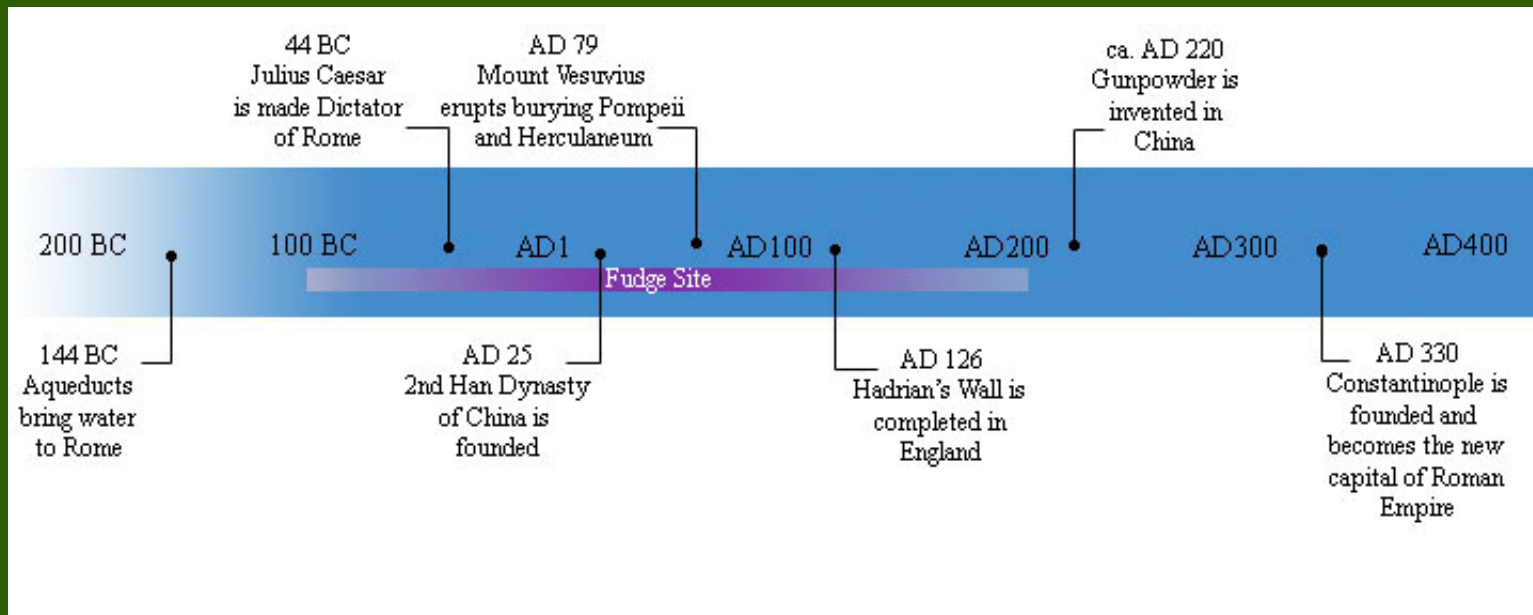 44 BC
Julius Caesar
is made Dictator
of Rome
AD 79
Mount Vesuvius
erupts burying Pompeii
and Herculaneum
ca. AD 220
Gunpowder is
invented in
China
200 BC
100 BC
AD1
AD100
AD200
AD300
AD400
Fudge Site
144 BC
Aqueducts
bring water
to Rome
AD 25
2nd Han Dynasty
of China is
founded
AD 126
Hadrian's Wall is
completed in
England
AD 330
Constantinople is
founded and
becomes the new
capital of Roman
Empire